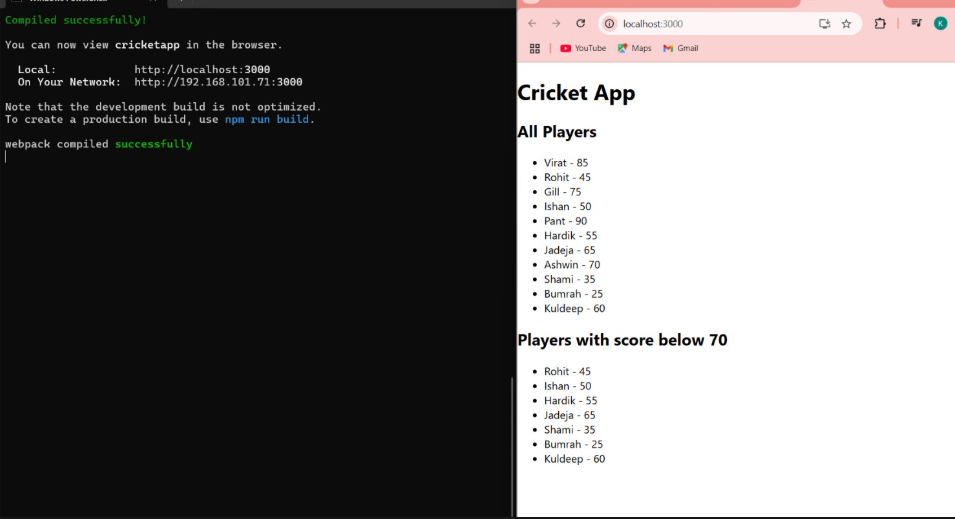 Compiled successfully!
You can now view cricketapp in the browser.
Local: http://localhost:3000
On Your Network: http://192.168.101.71:3000
Note that the development build is not optimized.
To create a production build, use npm run build.
webpack compiled successfully
localhost:3000
K
YouTube
Maps
Gmail
Cricket App
All Players
Virat - 85
Rohit - 45
Gill - 75
Ishan - 50
Pant - 90
Hardik - 55
Jadeja - 65
Ashwin - 70
Shami - 35
Bumrah - 25
Kuldeep - 60
Players with score below 70
Rohit - 45
Ishan - 50
Hardik - 55
Jadeja - 65
Shami - 35
Bumrah - 25
Kuldeep - 60